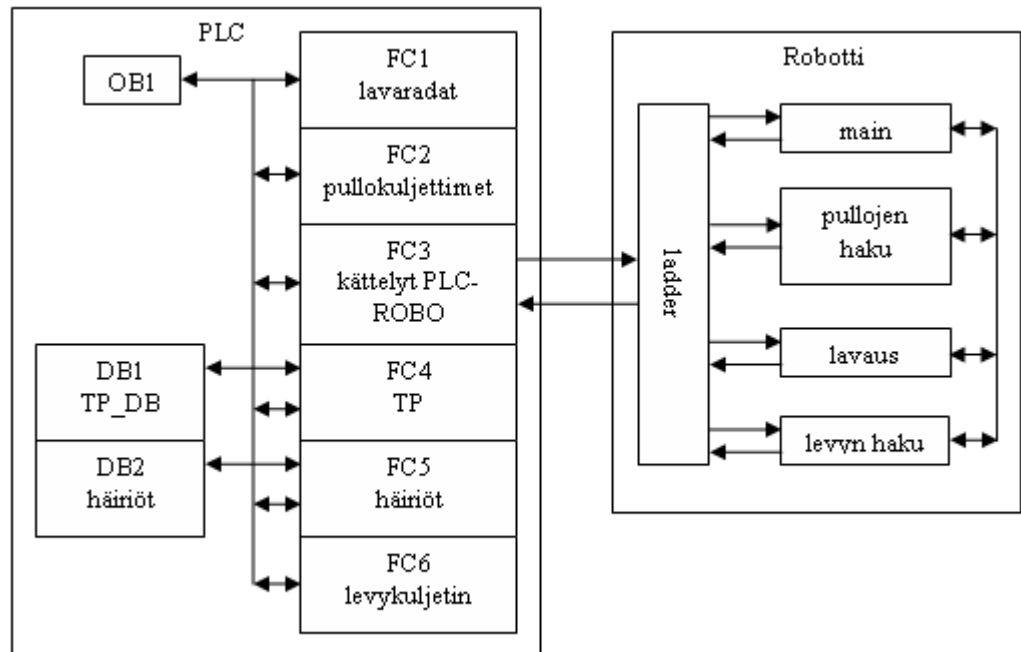 PLC
OB1
FC1
lavaradat
FC2
pullokuljettimet
FC3
kättelyt PLC-
ROBO
DB1
TP_DB
FC4
TP
DB2
häiriöt
FC5
häiriöt
FC6
levykuljetin
Robotti
ladder
main
pullojen
haku
lavaus
levyn haku